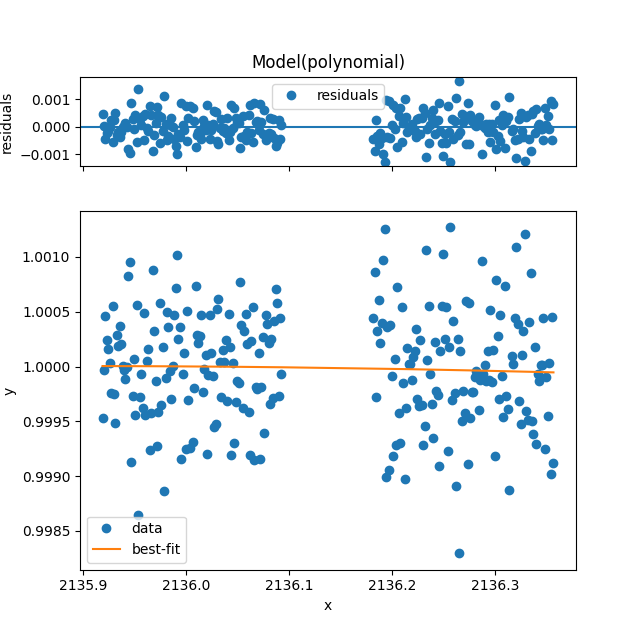 Model(polynomial)
residuals
0.001
0.000
−0.001
residuals
1.0010
1.0005
1.0000
0.9995
0.9990
0.9985
y
data
best-fit
2135.9 2136.0 2136.1 2136.2 2136.3
x